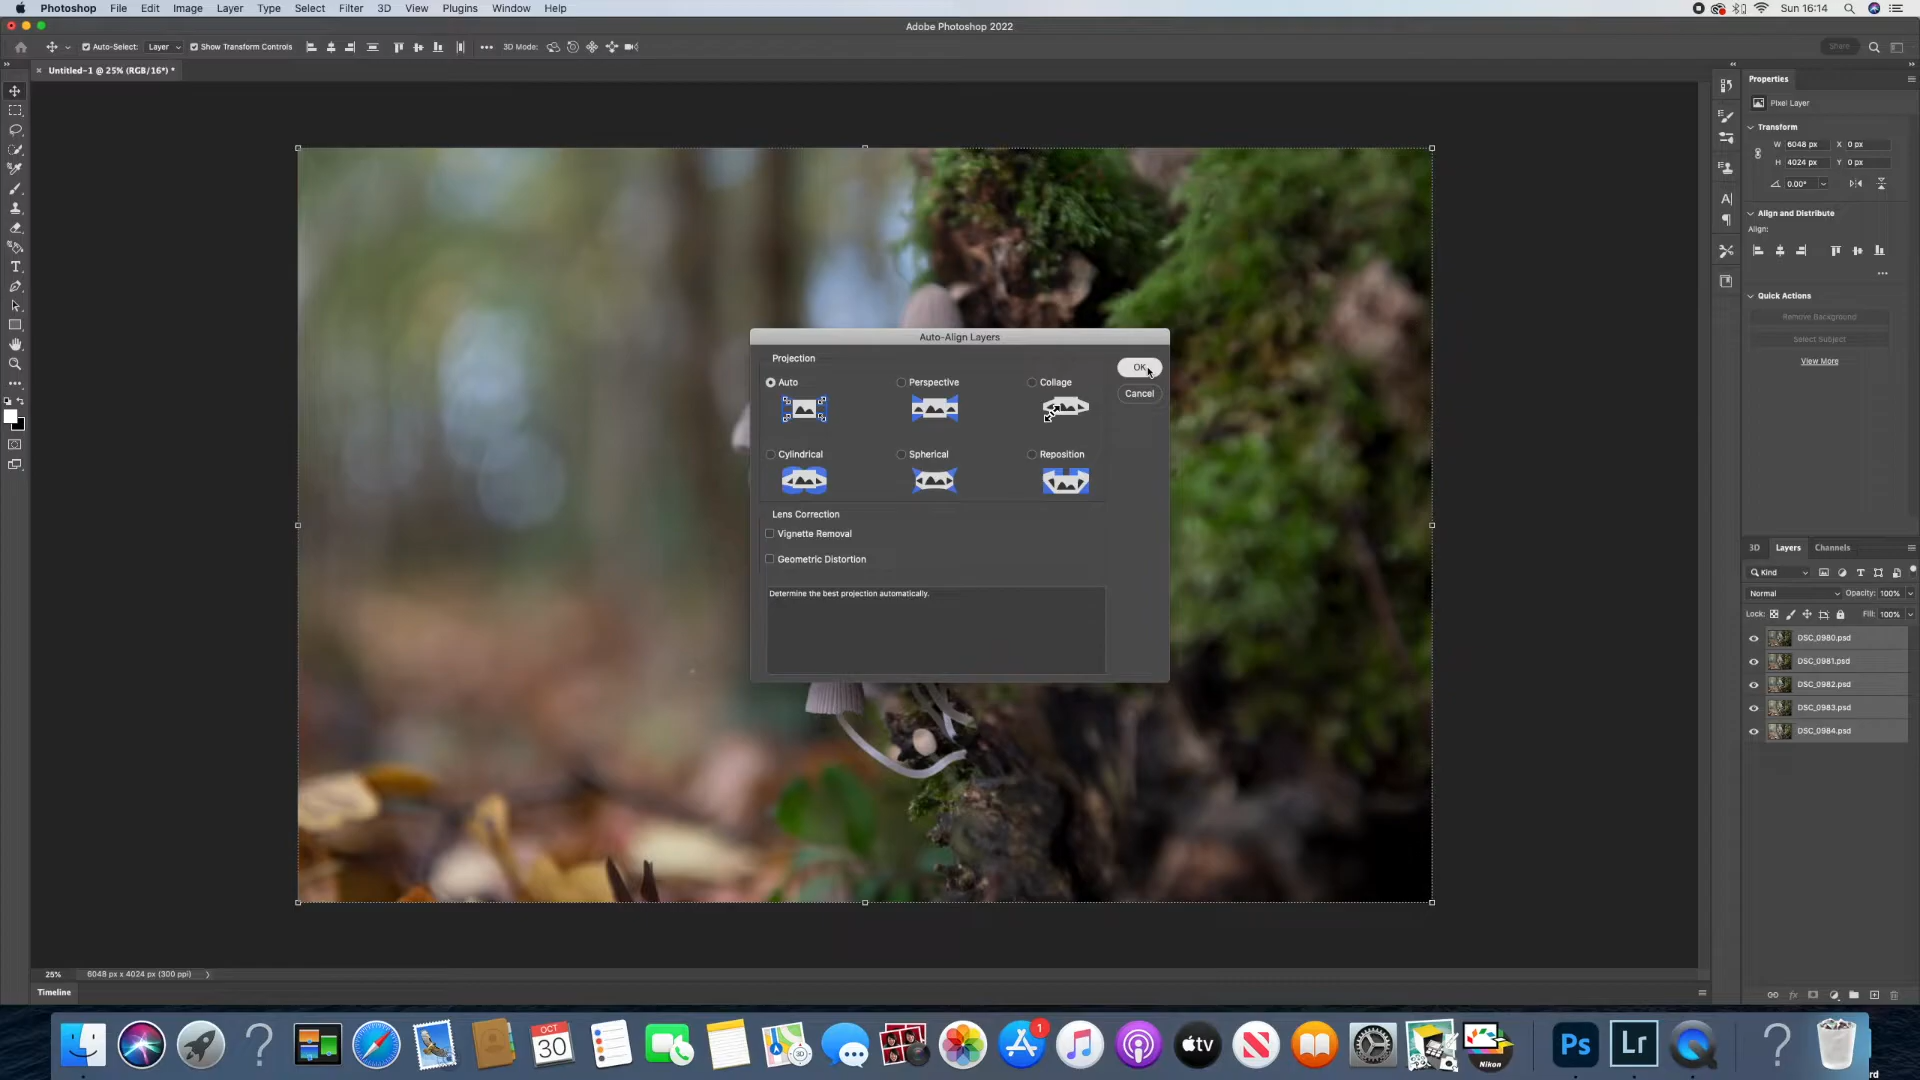 Photoshop File Edit Image Layer Type Select Filter 3D View Plugins Window Help Sun 16:14
Adobe Photoshop 2022
Auto-Select: Layer Show Transform Controls 3D Mode: Share
Untitled-1 @ 25% (RGB/16*) *
Properties
Pixel Layer
Transform
W 6048 px X 0 px
H 4024 px Y 0 px
0.00°
Align and Distribute
Align:
Quick Actions
Remove Background
Select Subject
View More
Auto-Align Layers
Projection
OK
Auto Perspective Collage
Cancel
Cylindrical Spherical Reposition
Lens Correction
Vignette Removal
Geometric Distortion
Determine the best projection automatically.
3D Layers Channels
Kind
Normal Opacity: 100%
Lock: Fill: 100%
DSC_0980.psd
DSC_0981.psd
DSC_0982.psd
DSC_0983.psd
DSC_0984.psd
25% 6048 px x 4024 px (300 ppi)
Timeline
OCT
30
1
tv
Ps
Lr
Nikon